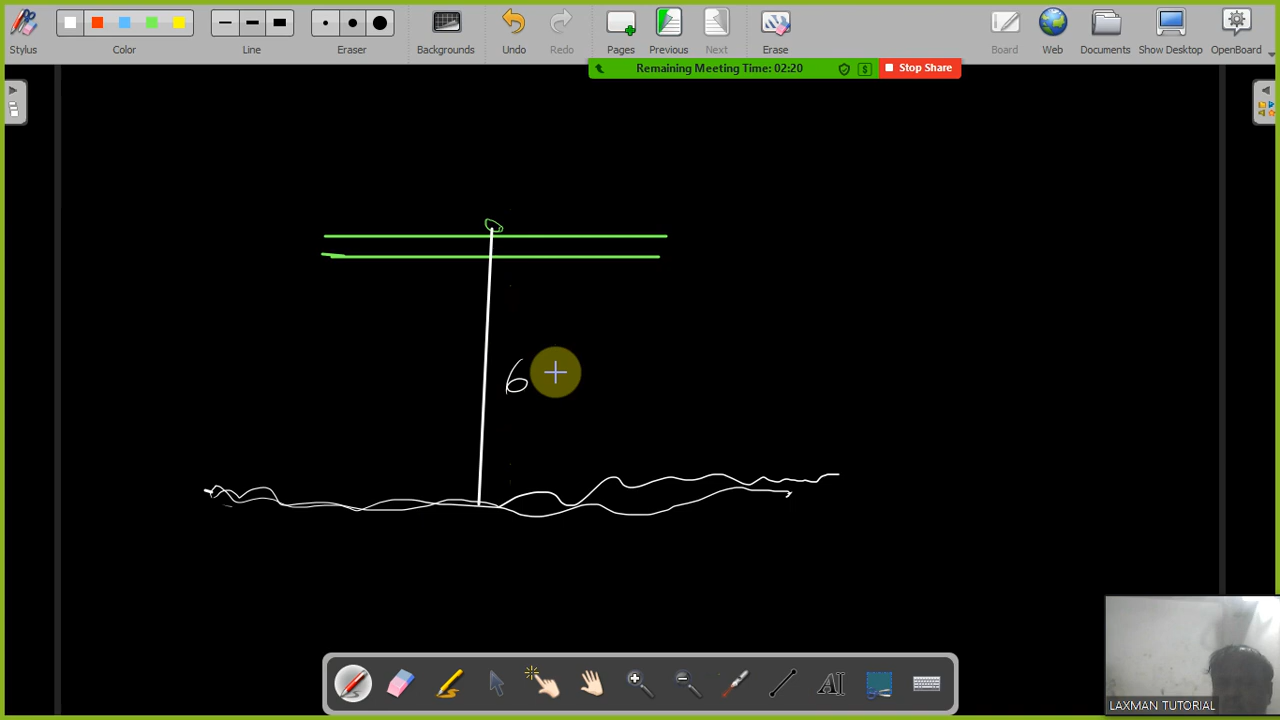 Stylus
Color
Line
Eraser
Backgrounds
Undo
Redo
Pages
Previous
Next
Erase
Board
Web
Documents
Show Desktop
OpenBoard
Remaining Meeting Time: 02:20
$
Stop Share
6
AI
LAXMAN TUTORIAL